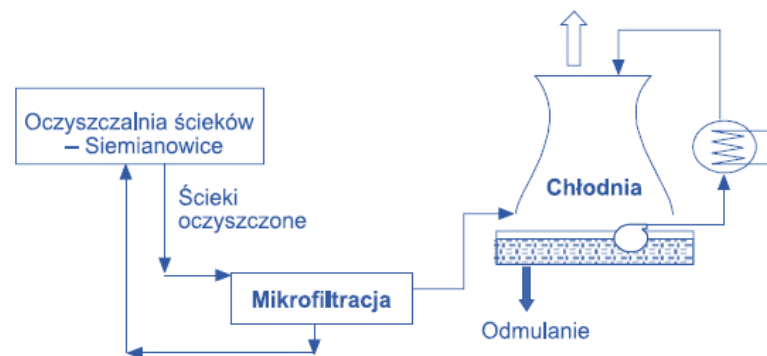 Oczyszczalnia ścieków
– Siemianowice
Ścieki
oczyszczone
Mikrofiltracja
Chłodnia
Odmulanie